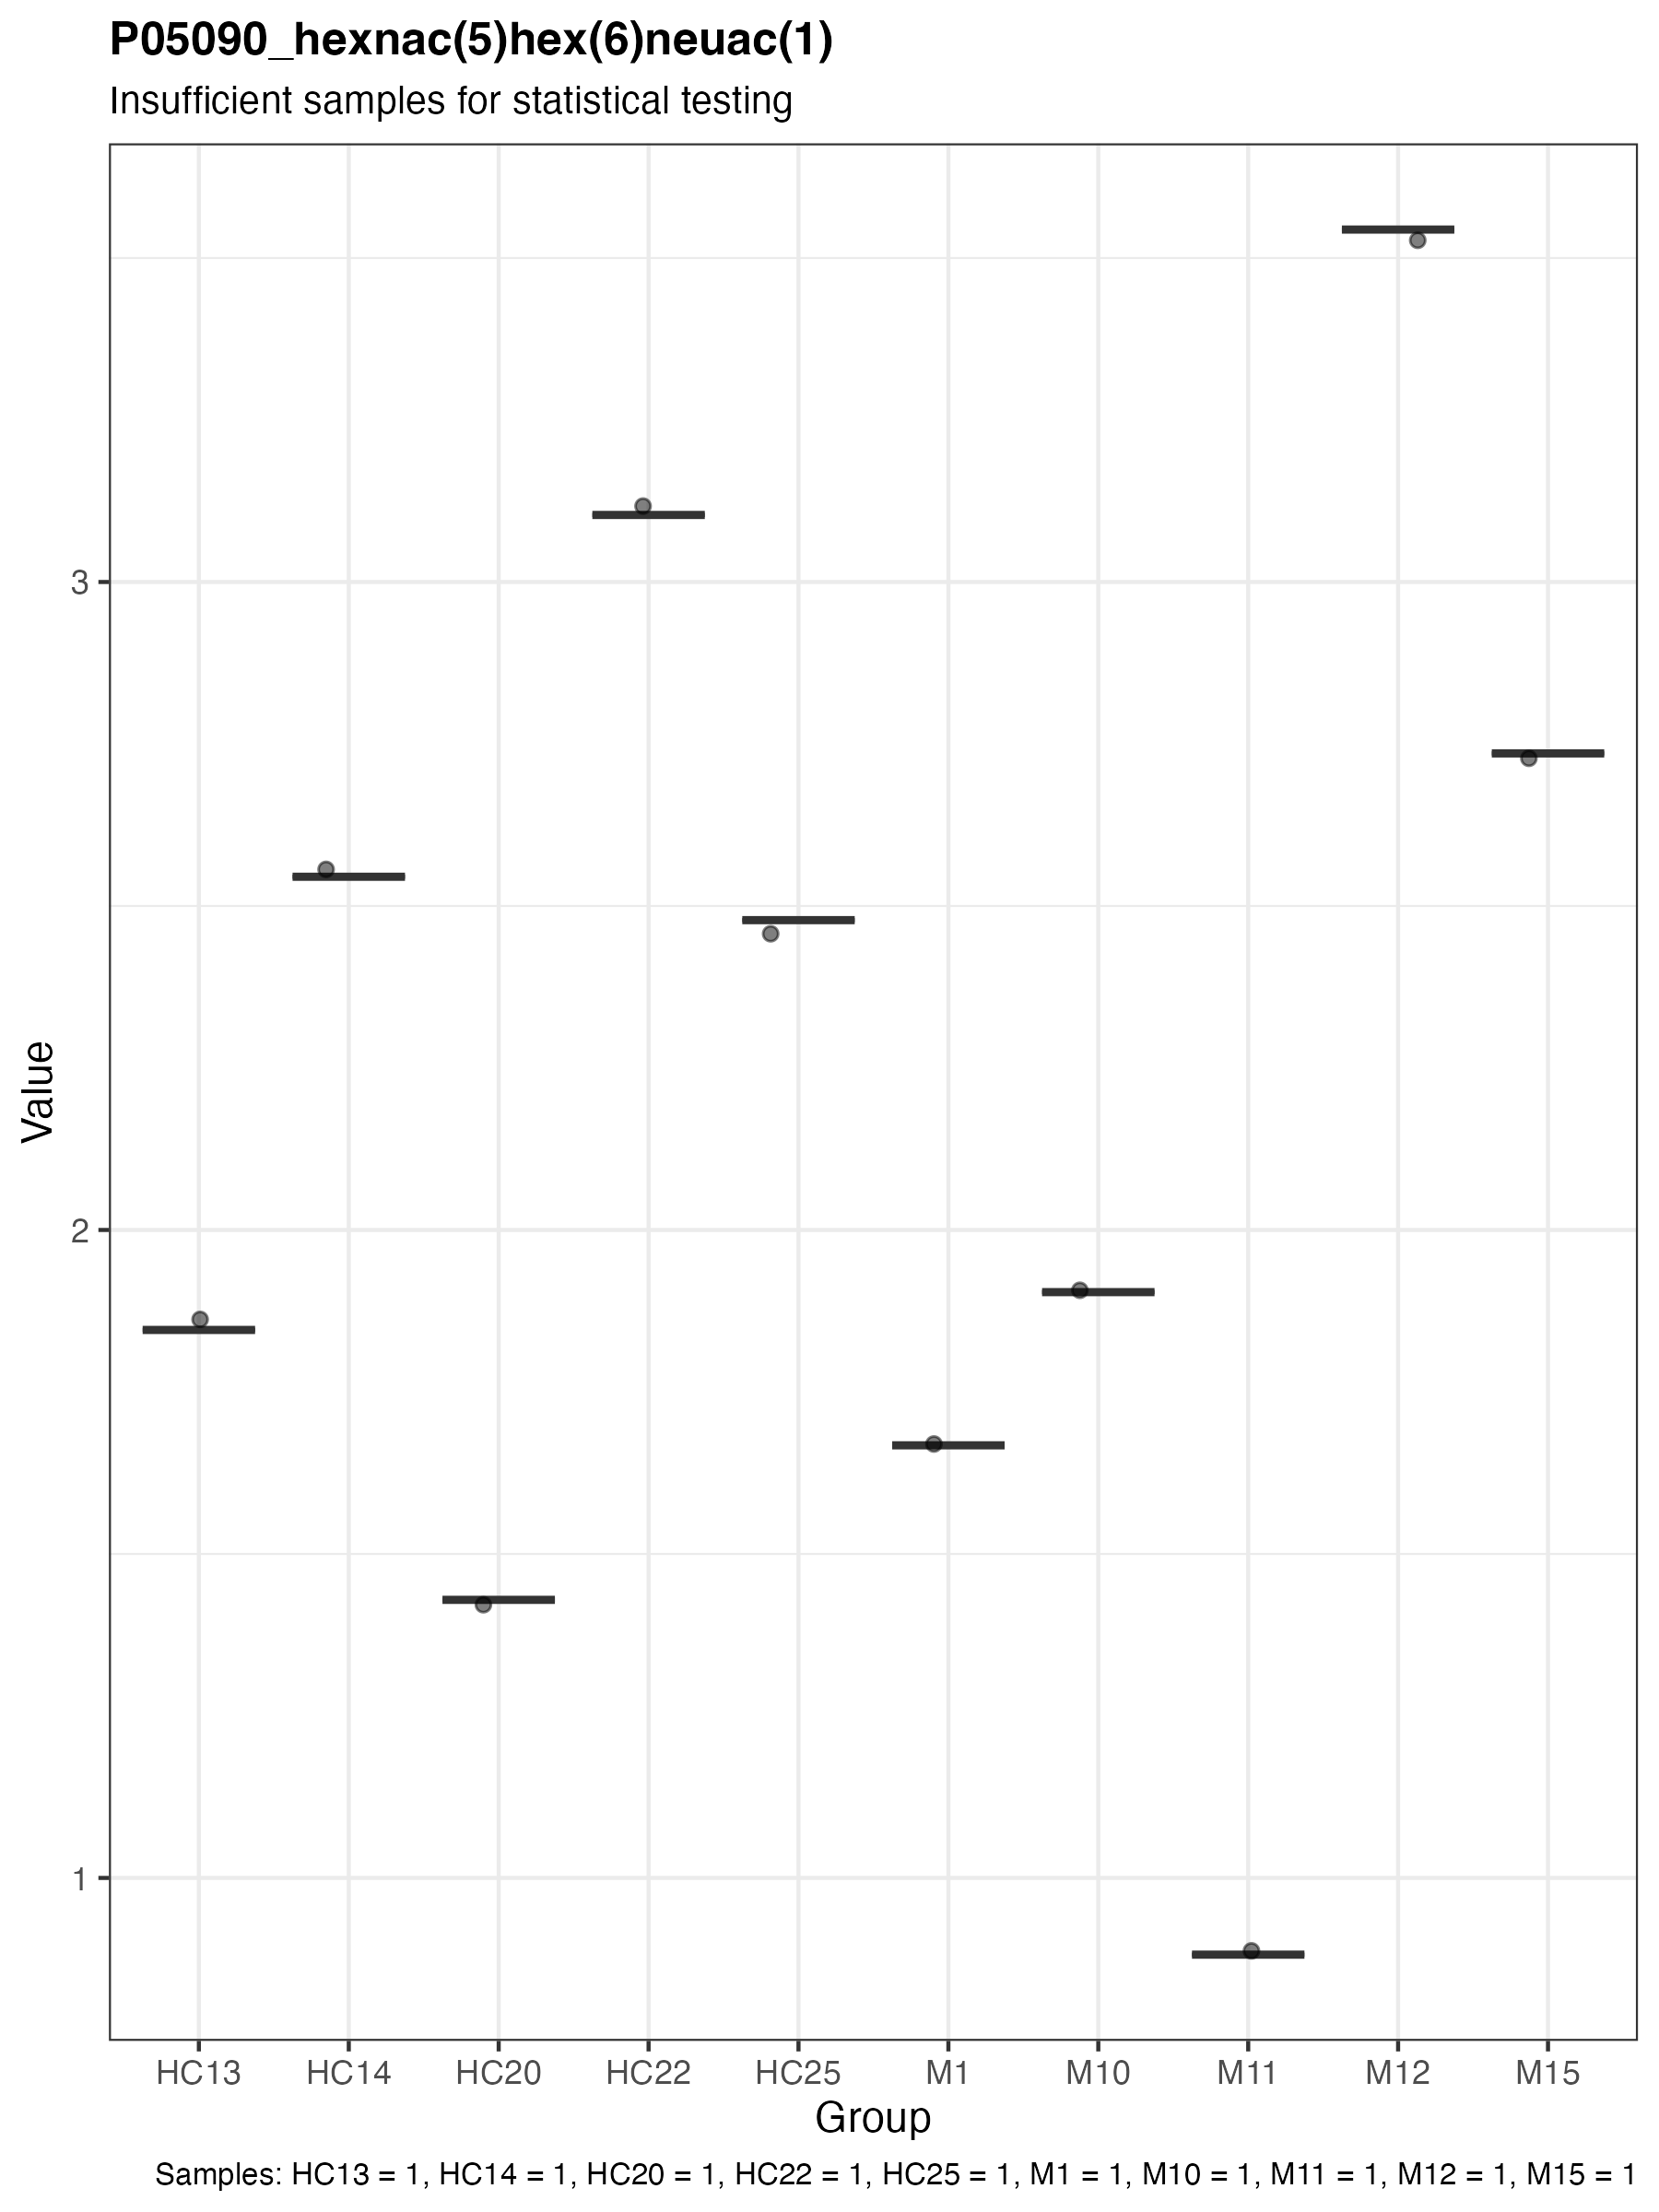 P05090_hexnac(5)hex(6)neuac(1)
Insufficient samples for statistical testing
Value
3
2
1
HC13 HC14 HC20 HC22 HC25 M1 M10 M11 M12 M15
Group
Samples: HC13 = 1, HC14 = 1, HC20 = 1, HC22 = 1, HC25 = 1, M1 = 1, M10 = 1, M11 = 1, M12 = 1, M15 = 1